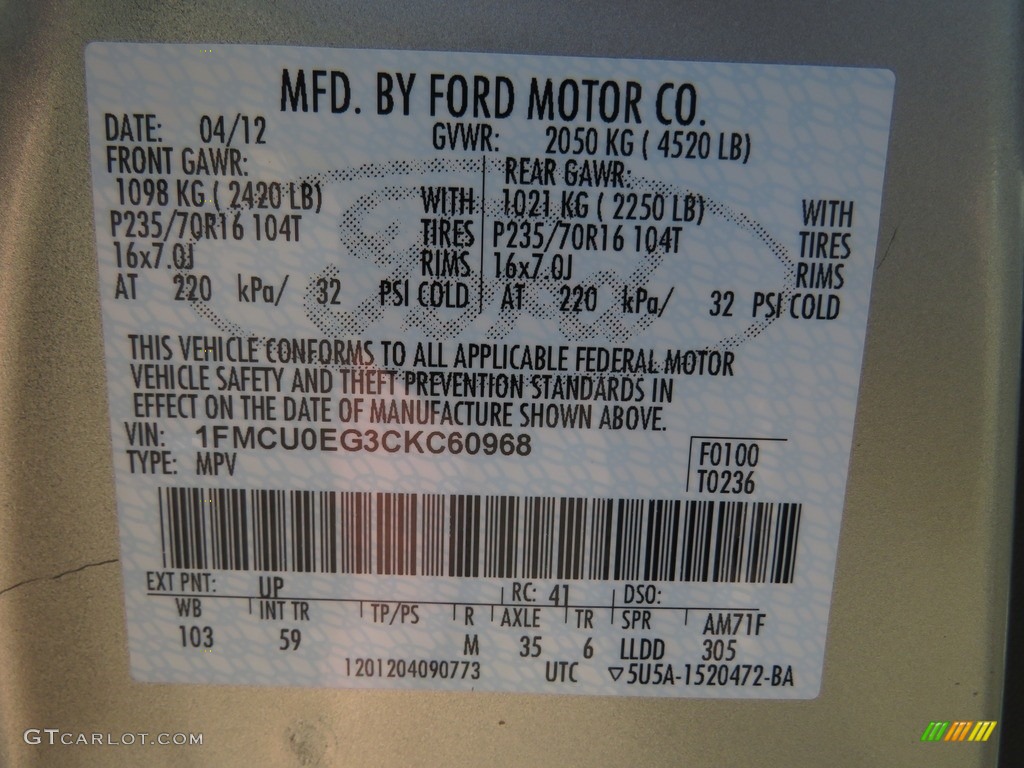 MFD. BY FORD MOTOR CO.
DATE: 04/12 GVWR: 2050 KG ( 4520 LB)
FRONT GAWR: REAR GAWR:
1098 KG ( 2420 LB) WITH 1021 KG ( 2250 LB) WITH
P235/70R16 104T TIRES P235/70R16 104T TIRES
16x7.0J RIMS 16x7.0J RIMS
AT 220 kPa/ 32 PSI COLD AT 220 kPa/ 32 PSI COLD
THIS VEHICLE CONFORMS TO ALL APPLICABLE FEDERAL MOTOR
VEHICLE SAFETY AND THEFT PREVENTION STANDARDS IN
EFFECT ON THE DATE OF MANUFACTURE SHOWN ABOVE.
VIN: 1FMCU0EG3CKC60968
TYPE: MPV
F0100
T0236
EXT PNT: UP RC: 41 DSO:
WB INT TR TP/PS R AXLE TR SPR AM71F
103 59 M 35 6 LLDD 305
1201204090773 UTC ▽5U5A-1520472-BA
Ford
GTCARLOT.COM